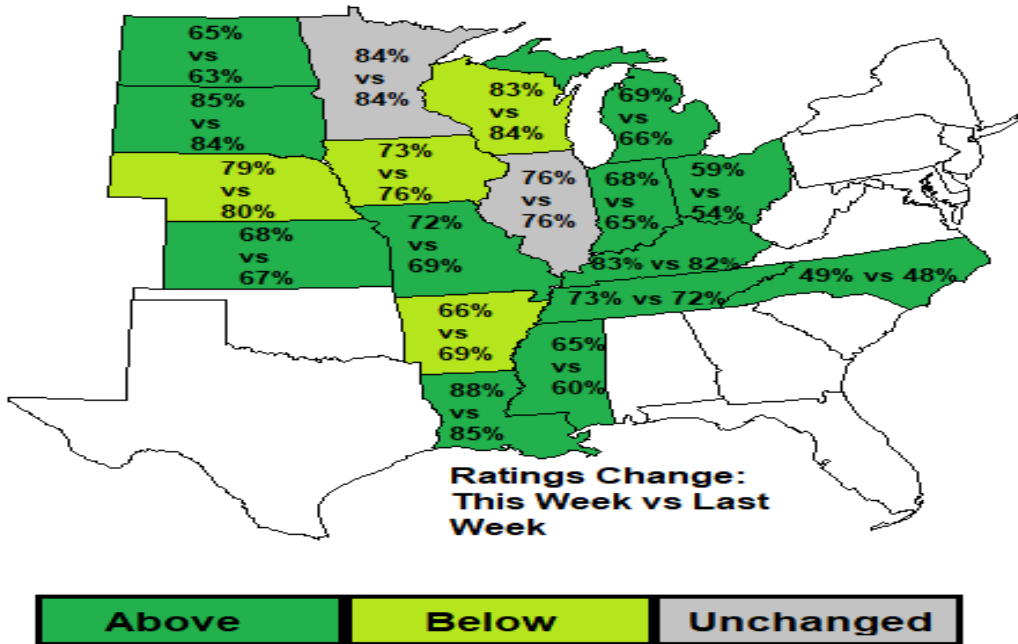 65%
vs
63%
84%
vs
84%
83%
vs
84%
69%
vs
66%
85%
vs
84%
79%
vs
80%
73%
vs
76%
76%
vs
76%
68%
vs
65%
59%
vs
54%
68%
vs
67%
72%
vs
69%
83% vs 82%
73% vs 72%
49% vs 48%
66%
vs
69%
65%
vs
60%
88%
vs
85%
Ratings Change:
This Week vs Last
Week
Above
Below
Unchanged